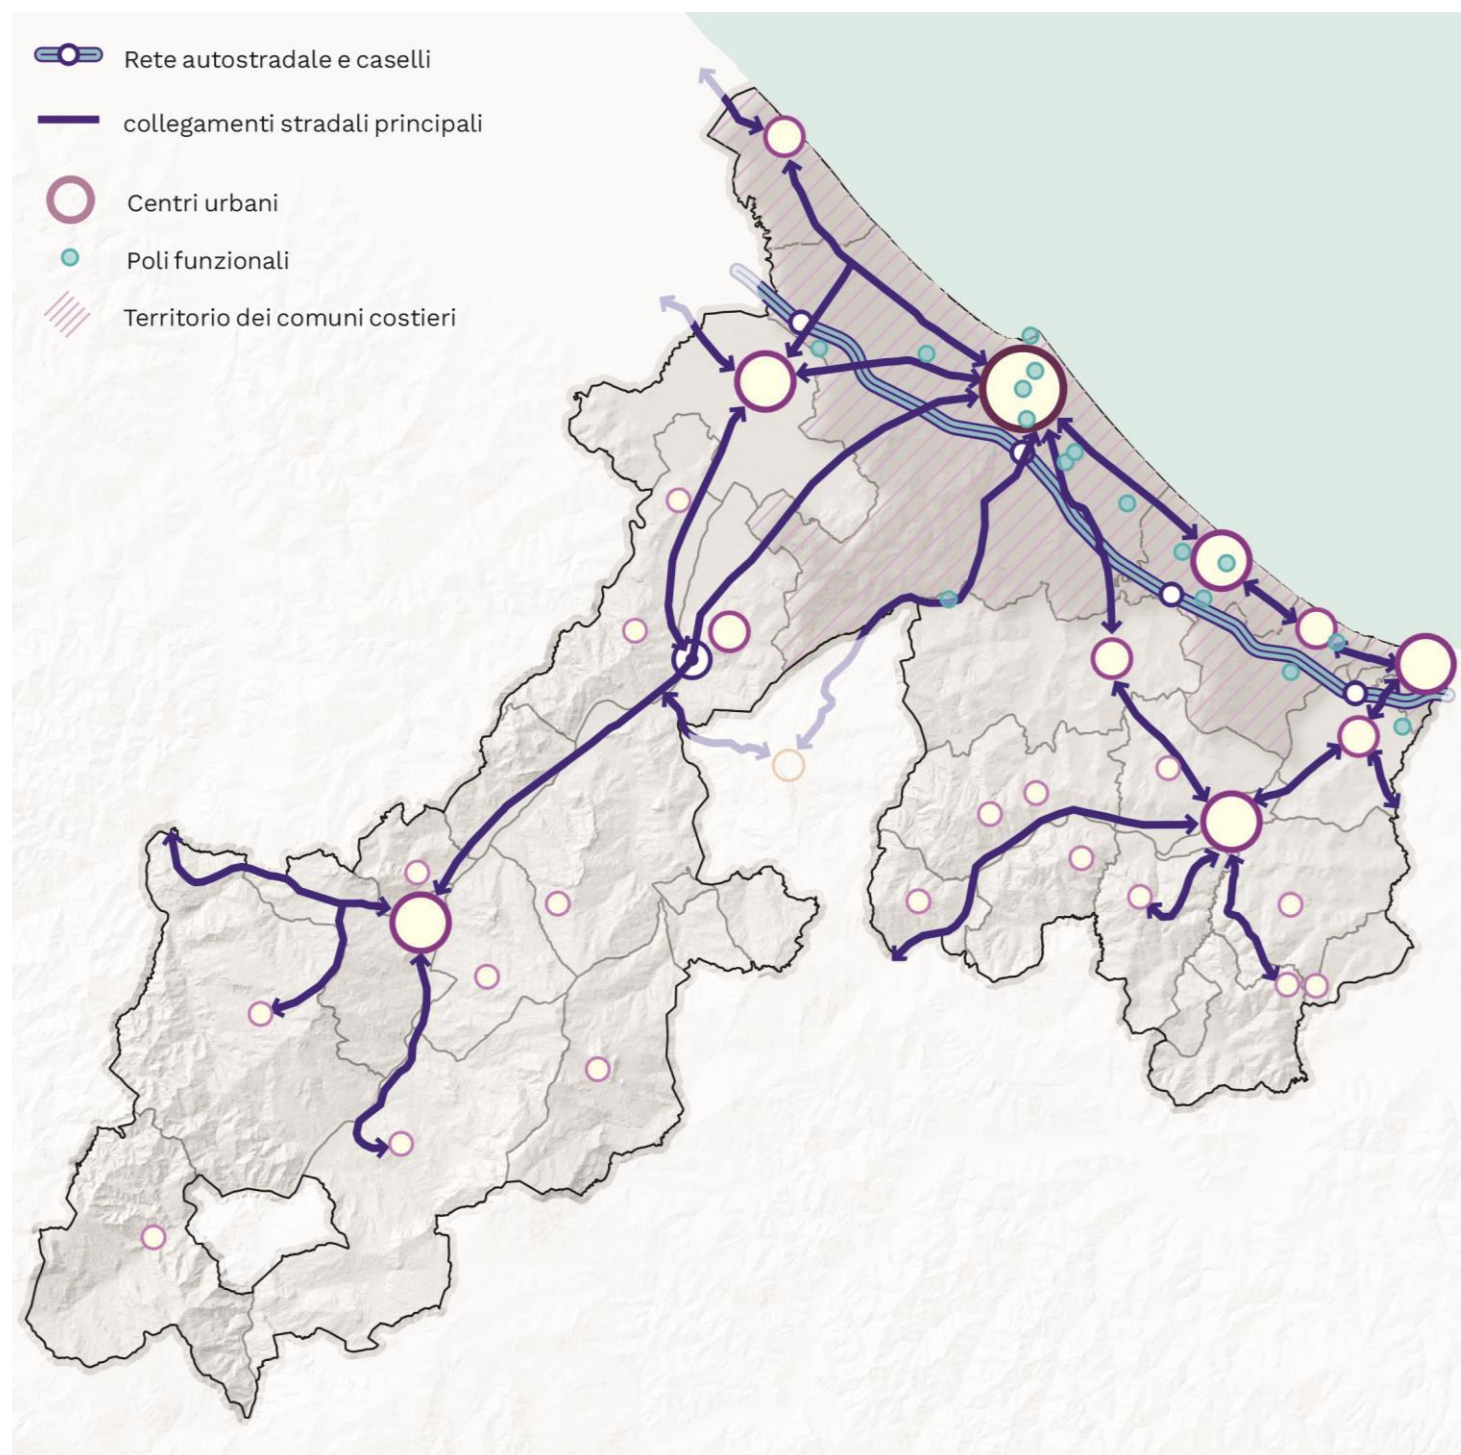 Rete autostradale e caselli
collegamenti stradali principali
Centri urbani
Poli funzionali
Territorio dei comuni costieri